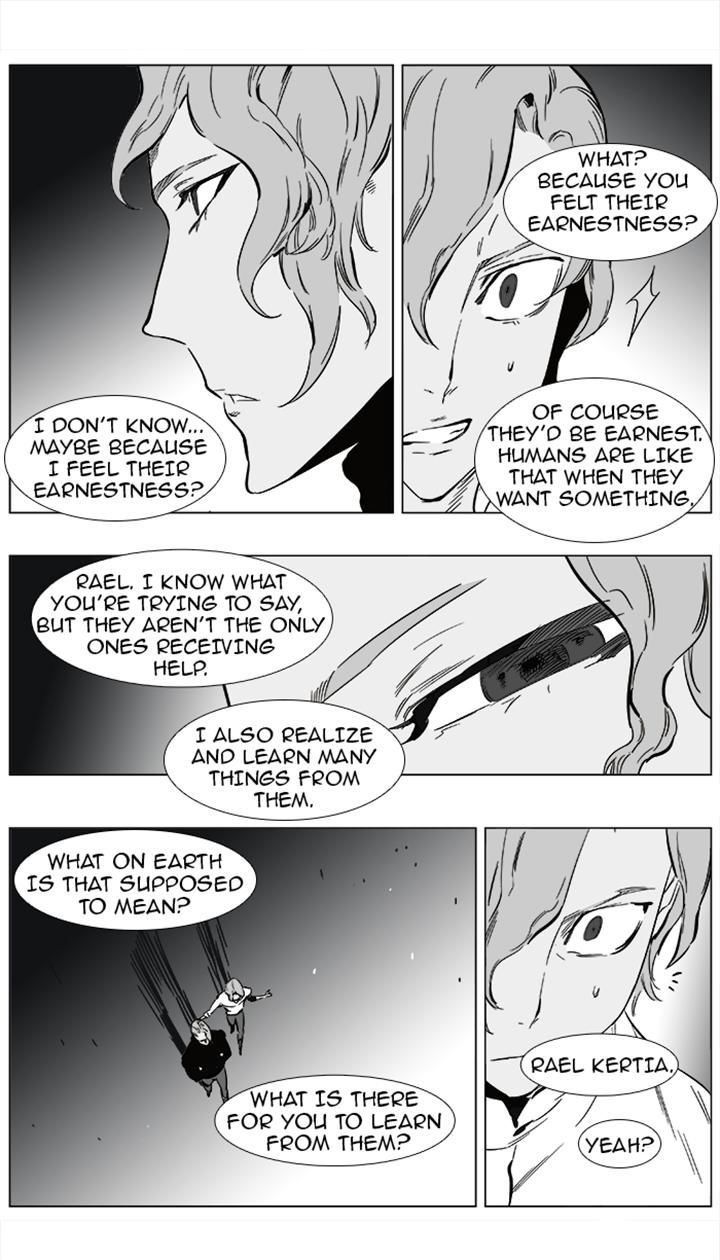 I DON'T KNOW...
MAYBE BECAUSE
I FEEL THEIR
EARNESTNESS?
WHAT?
BECAUSE YOU
FELT THEIR
EARNESTNESS?
OF COURSE
THEY'D BE EARNEST.
HUMANS ARE LIKE
THAT WHEN THEY
WANT SOMETHING.
RAEL. I KNOW WHAT
YOU'RE TRYING TO SAY,
BUT THEY AREN'T THE ONLY
ONES RECEIVING
HELP.
I ALSO REALIZE
AND LEARN MANY
THINGS FROM
THEM.
WHAT ON EARTH
IS THAT SUPPOSED
TO MEAN?
WHAT IS THERE
FOR YOU TO LEARN
FROM THEM?
RAEL KERTIA.
YEAH?